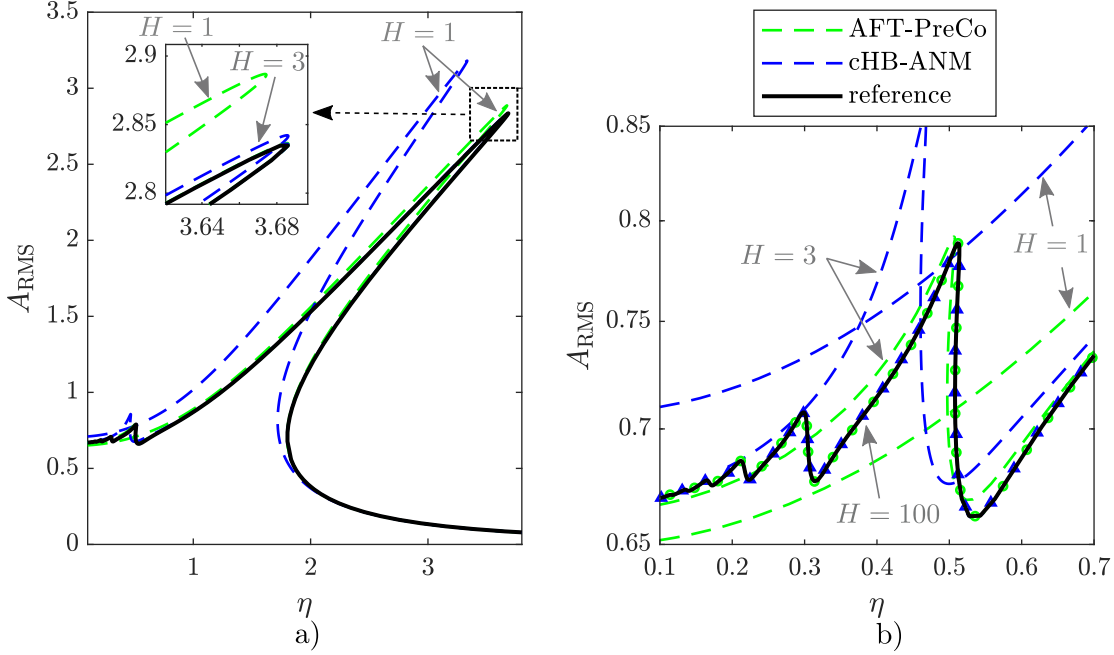 3.5
3
2.5
2
1.5
1
0.5
0
A_RMS
1
2
3
η
a)
2.9
2.85
2.8
3.64
3.68
H = 1
H = 3
H = 1
AFT-PreCo
cHB-ANM
reference
0.85
0.8
0.75
0.7
0.65
A_RMS
0.1
0.2
0.3
0.4
0.5
0.6
0.7
η
b)
H = 3
H = 1
H = 100